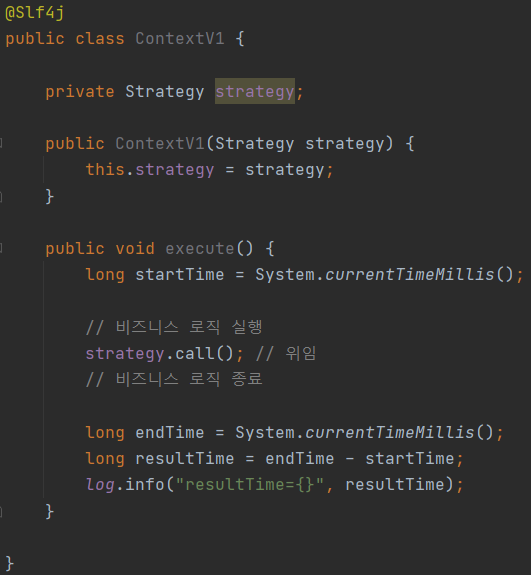 @Slf4j
public class ContextV1 {
private Strategy strategy;
public ContextV1(Strategy strategy) {
this.strategy = strategy;
}
public void execute() {
long startTime = System.currentTimeMillis();
// 비즈니스 로직 실행
strategy.call(); // 위임
// 비즈니스 로직 종료
long endTime = System.currentTimeMillis();
long resultTime = endTime - startTime;
log.info("resultTime={}", resultTime);
}
}